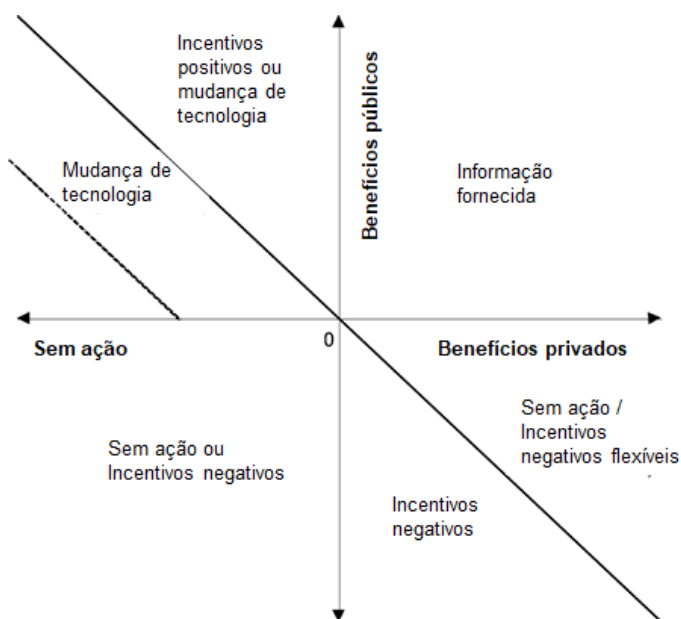 Incentivos
positivos ou
mudança de
tecnologia
Benefícios públicos
Mudança de
tecnologia
Informação
fornecida
0
Sem ação
Benefícios privados
Sem ação /
Incentivos
negativos flexíveis
Sem ação ou
Incentivos negativos
Incentivos
negativos